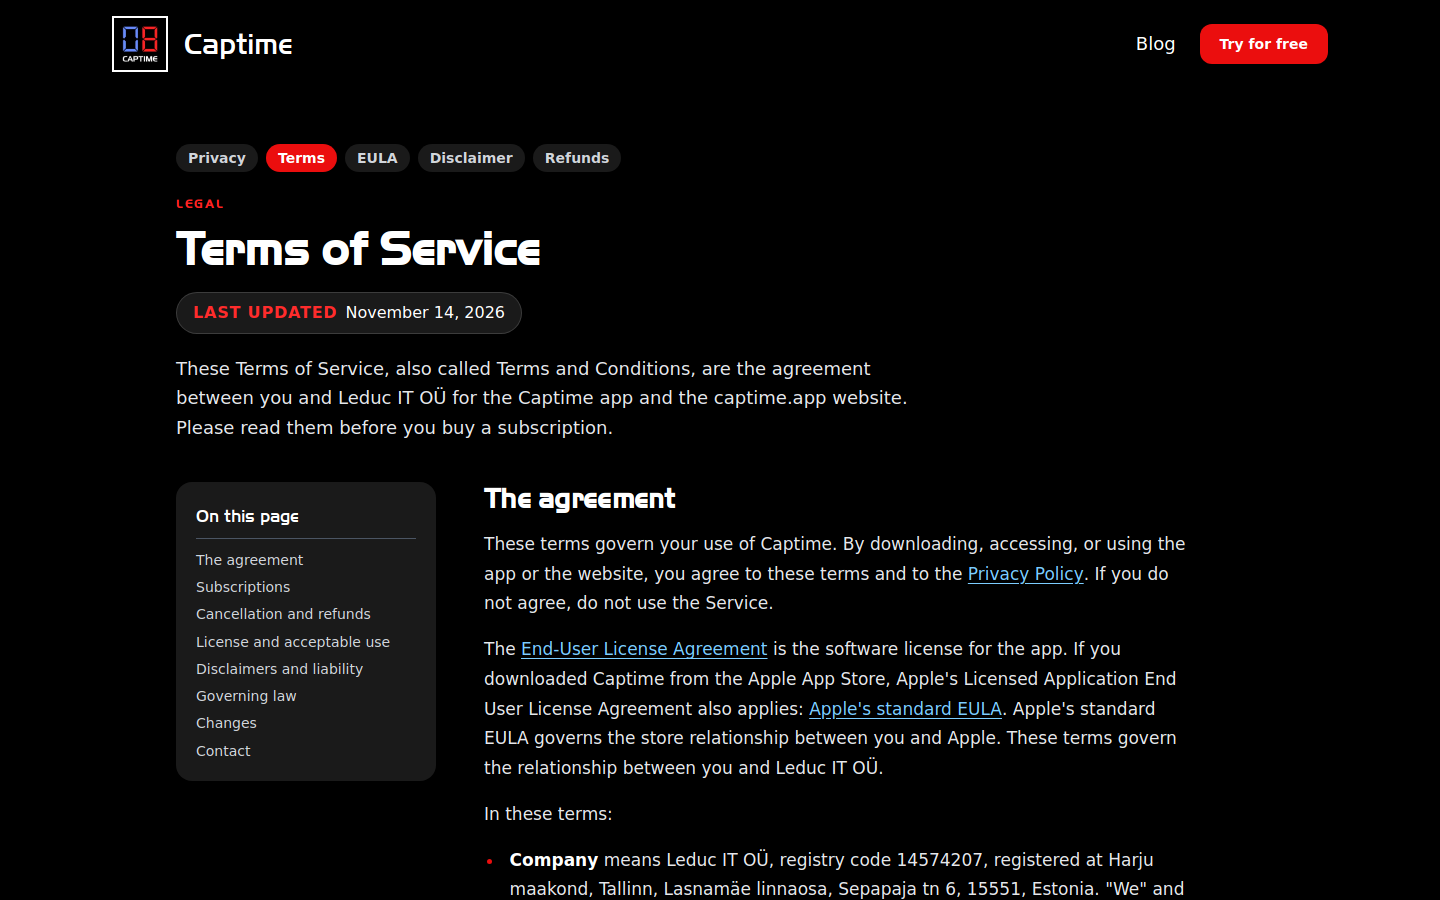 08
CAPTIME
Captime
Blog
Try for free
Privacy
Terms
EULA
Disclaimer
Refunds
LEGAL
Terms of Service
LAST UPDATED November 14, 2026
These Terms of Service, also called Terms and Conditions, are the agreement
between you and Leduc IT OÜ for the Captime app and the captime.app website.
Please read them before you buy a subscription.
On this page
The agreement
Subscriptions
Cancellation and refunds
License and acceptable use
Disclaimers and liability
Governing law
Changes
Contact
The agreement
These terms govern your use of Captime. By downloading, accessing, or using the
app or the website, you agree to these terms and to the Privacy Policy. If you do
not agree, do not use the Service.
The End-User License Agreement is the software license for the app. If you
downloaded Captime from the Apple App Store, Apple's Licensed Application End
User License Agreement also applies: Apple's standard EULA. Apple's standard
EULA governs the store relationship between you and Apple. These terms govern
the relationship between you and Leduc IT OÜ.
In these terms:
• Company means Leduc IT OÜ, registry code 14574207, registered at Harju
maakond, Tallinn, Lasnamäe linnaosa, Sepapaja tn 6, 15551, Estonia. "We" and